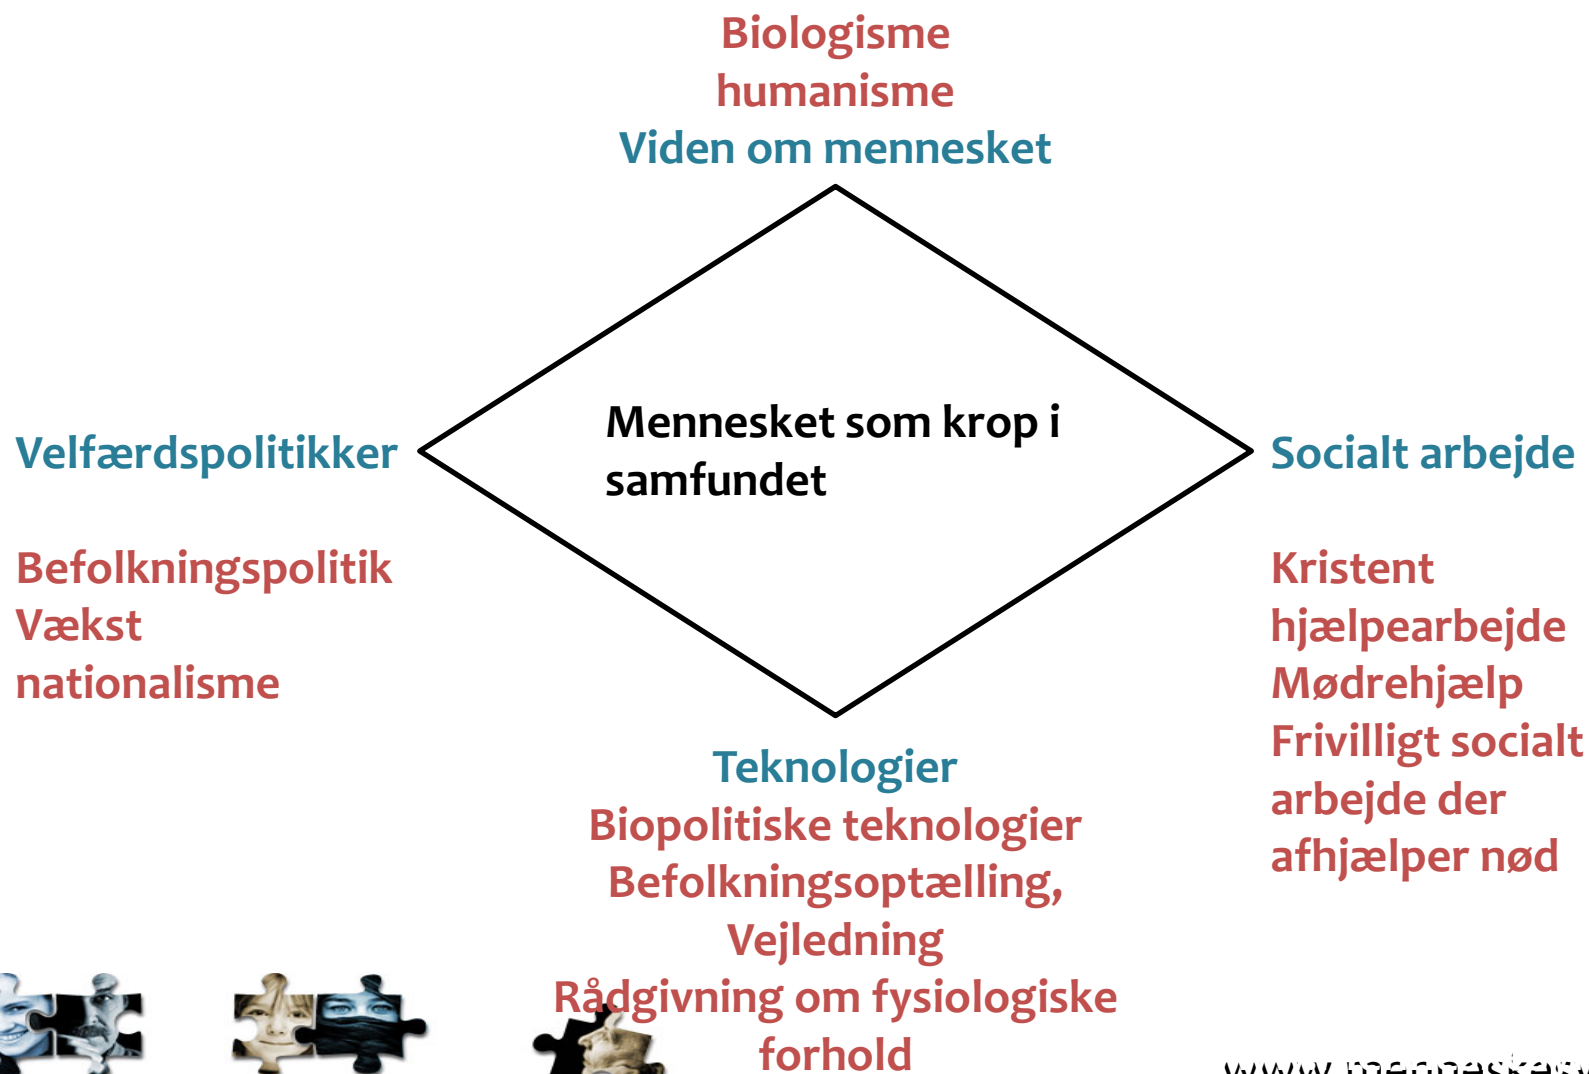 Biologisme
humanisme
Viden om mennesket
Mennesket som krop i
samfundet
Velfærdspolitikker
Befolkningspolitik
Vækst
nationalisme
Socialt arbejde
Kristent
hjælpearbejde
Mødrehjælp
Frivilligt socialt
arbejde der
afhjælper nød
Teknologier
Biopolitiske teknologier
Befolkningsoptælling,
Vejledning
Rådgivning om fysiologiske
forhold